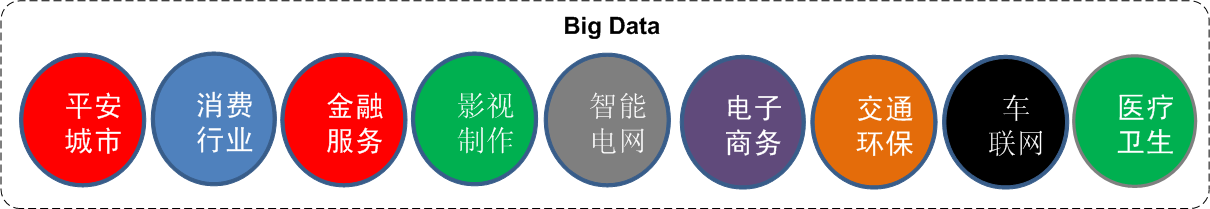 Big Data
平安
城市
消费
行业
金融
服务
影视
制作
智能
电网
电子
商务
交通
环保
车
联网
医疗
卫生